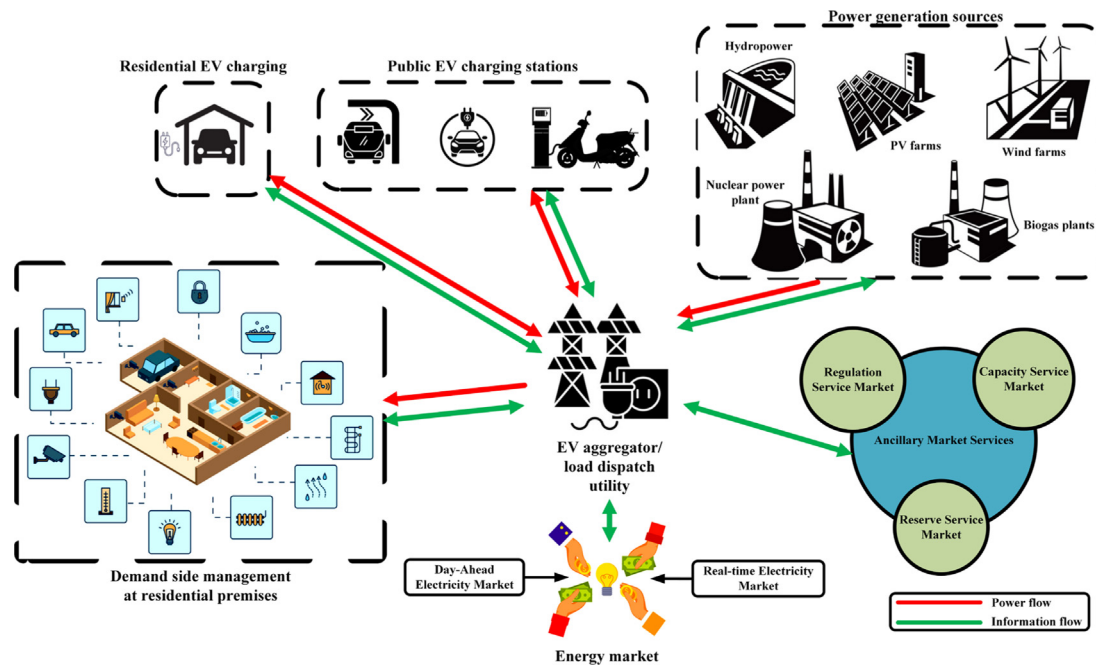 Power generation sources
Hydropower
PV farms
Wind farms
Nuclear power
plant
Biogas plants
Residential EV charging
Public EV charging stations
Regulation
Service Market
Capacity Service
Market
Ancillary Market Services
Reserve Service
Market
EV aggregator/
load dispatch
utility
Demand side management
at residential premises
Day-Ahead
Electricity Market
Real-time Electricity
Market
Energy market
Power flow
Information flow